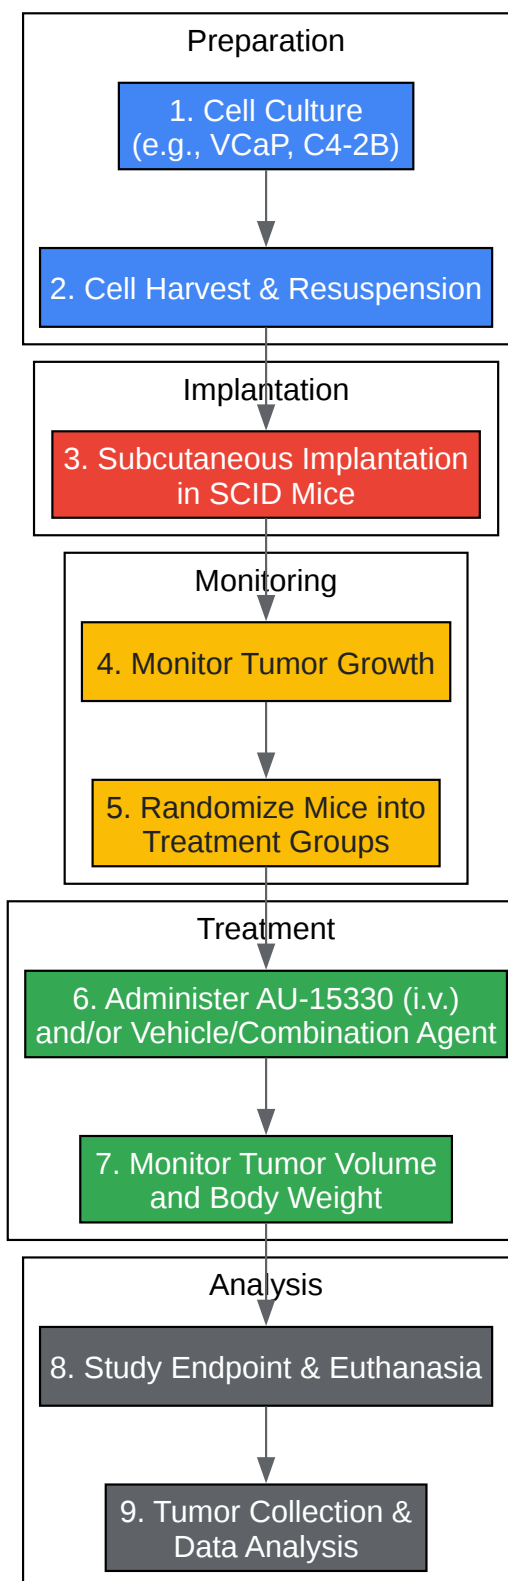 Preparation
1. Cell Culture
(e.g., VCaP, C4-2B)
2. Cell Harvest & Resuspension
Implantation
3. Subcutaneous Implantation
in SCID Mice
Monitoring
4. Monitor Tumor Growth
5. Randomize Mice into
Treatment Groups
Treatment
6. Administer AU-15330 (i.v.)
and/or Vehicle/Combination Agent
7. Monitor Tumor Volume
and Body Weight
Analysis
8. Study Endpoint & Euthanasia
9. Tumor Collection &
Data Analysis